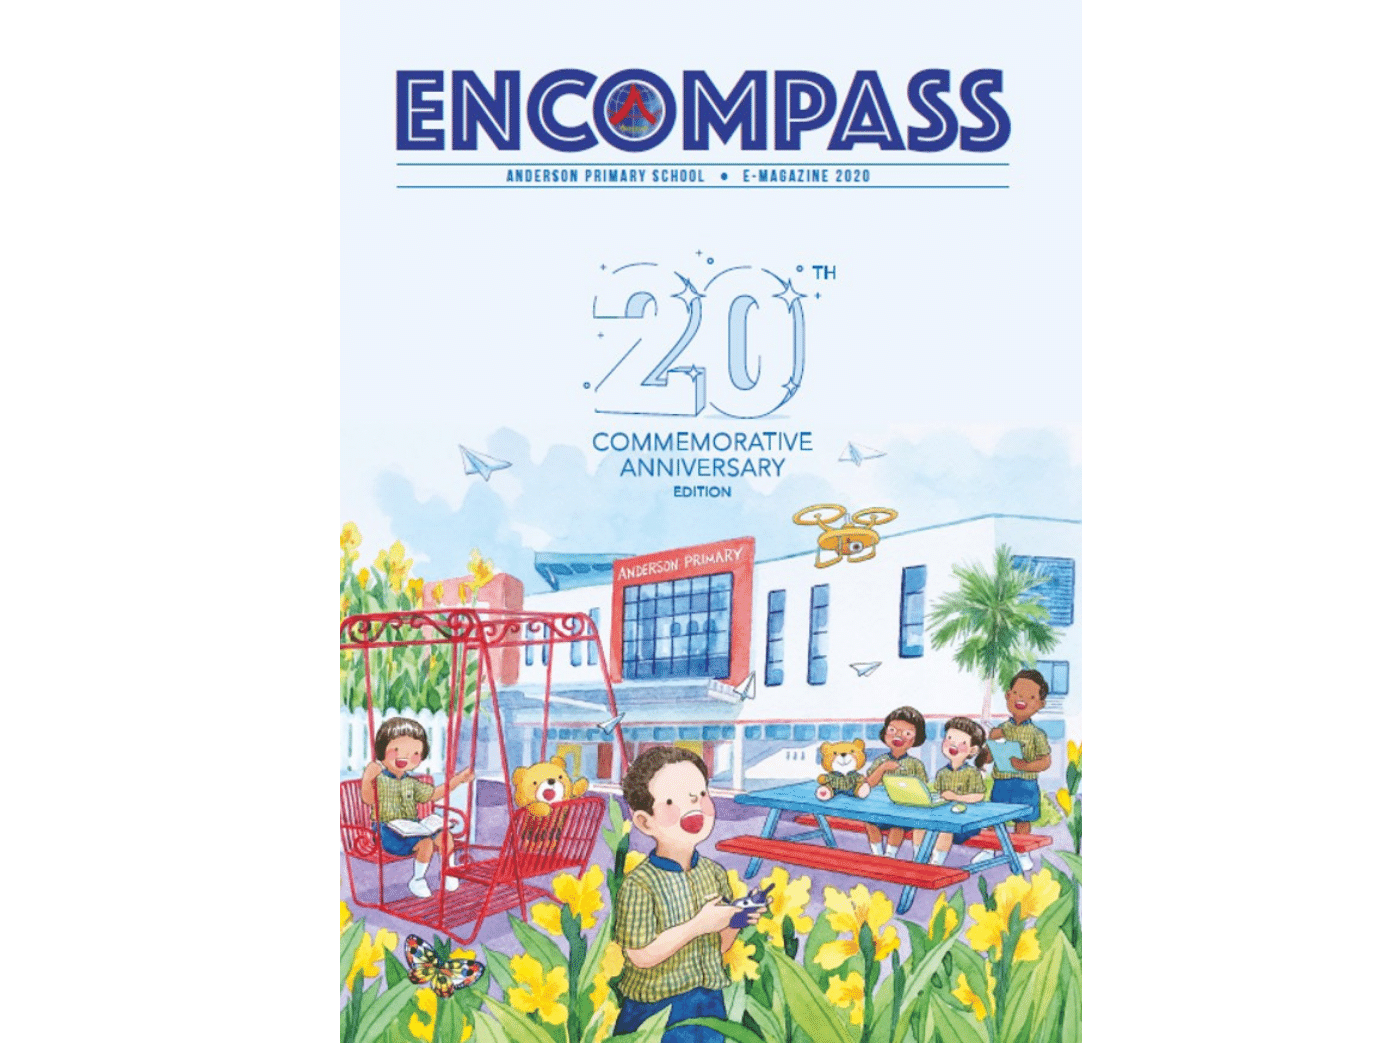 ENCOMPASS
ANDERSON PRIMARY SCHOOL • E-MAGAZINE 2020
20TH
COMMEMORATIVE
ANNIVERSARY
EDITION
ANDERSON PRIMARY